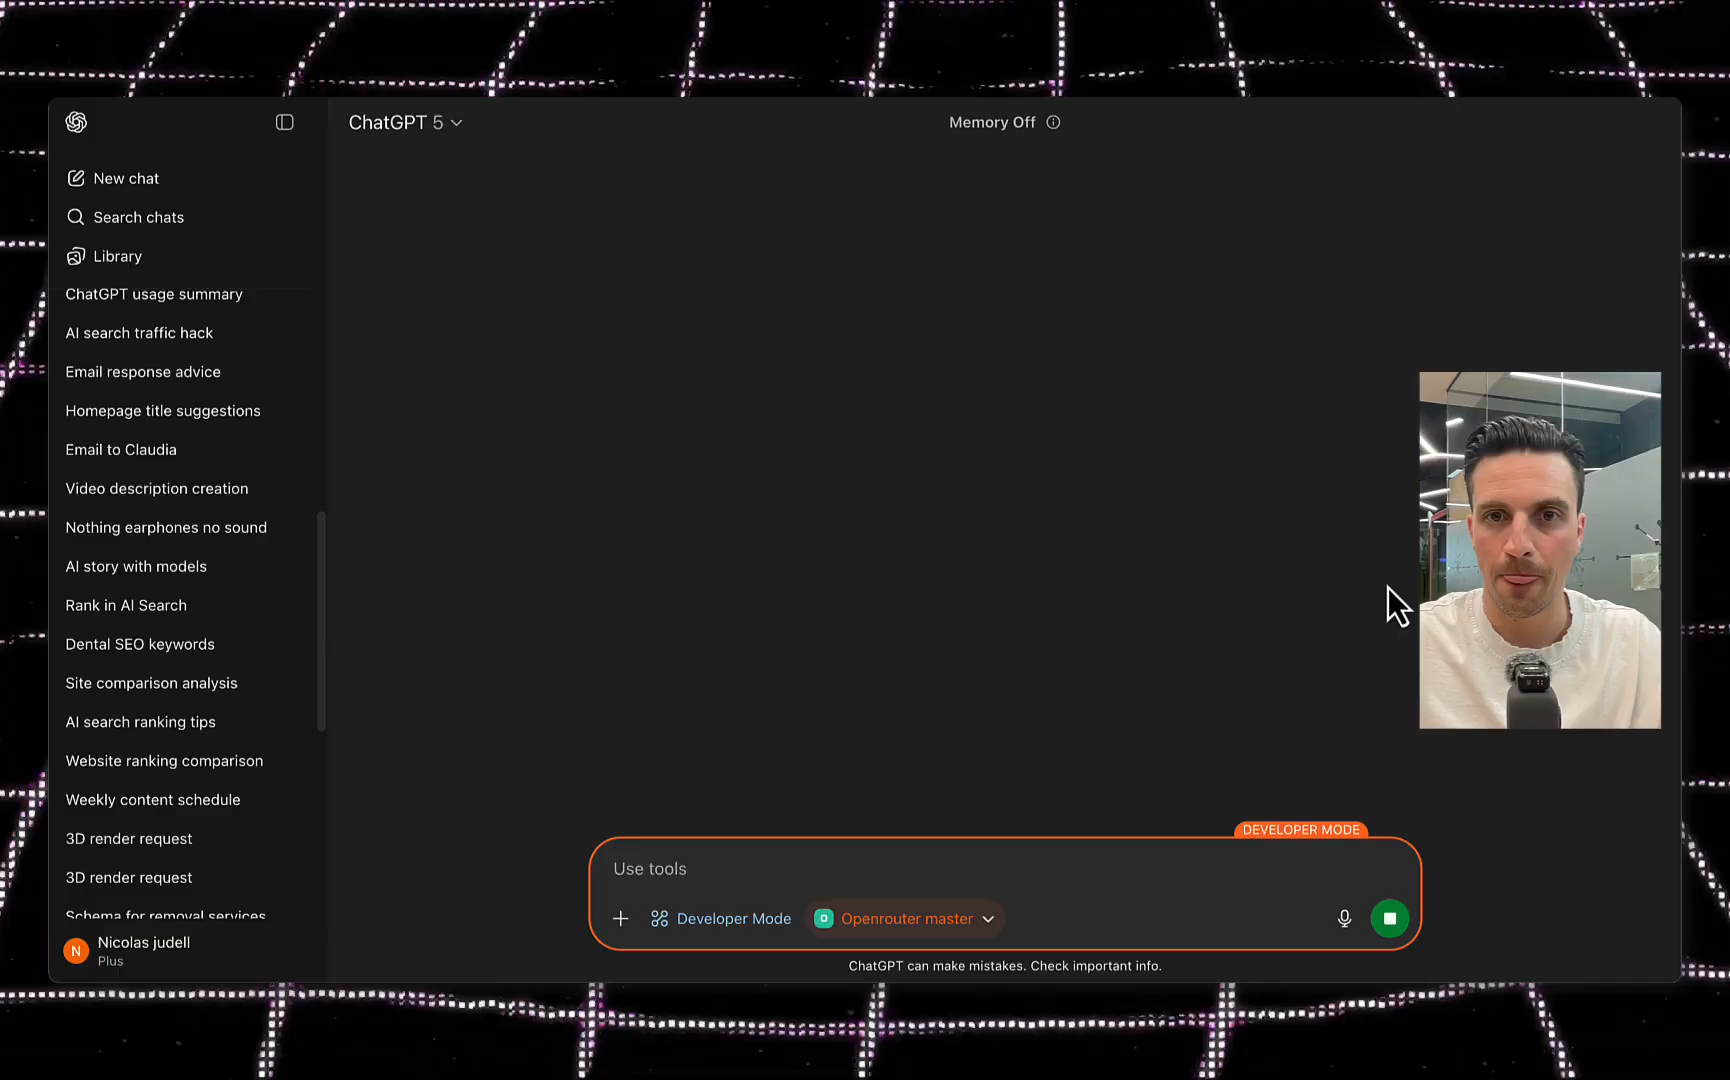 ChatGPT 5
Memory Off
New chat
Search chats
Library
ChatGPT usage summary
AI search traffic hack
Email response advice
Homepage title suggestions
Email to Claudia
Video description creation
Nothing earphones no sound
AI story with models
Rank in AI Search
Dental SEO keywords
Site comparison analysis
AI search ranking tips
Website ranking comparison
Weekly content schedule
3D render request
3D render request
Schema for removal services
N
Nicolas judell
Plus
DEVELOPER MODE
Use tools
Developer Mode
O
Openrouter master
ChatGPT can make mistakes. Check important info.